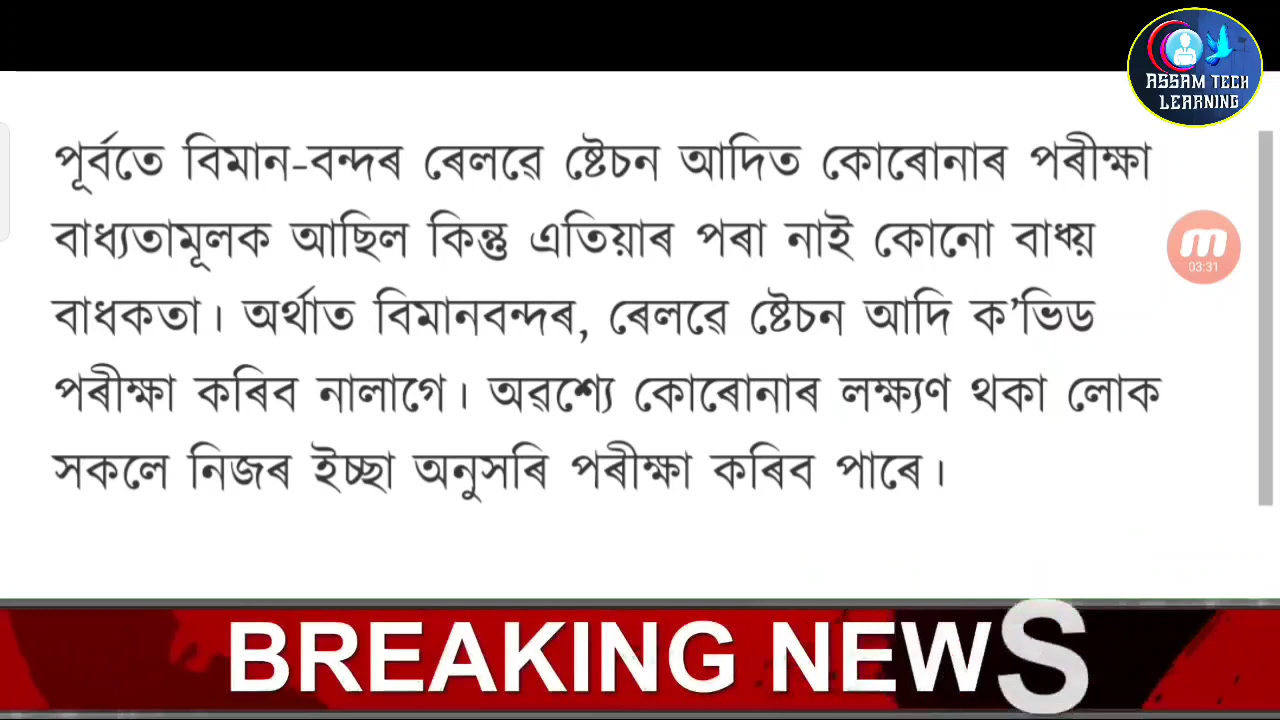 ASSAM TECH
LEARNING
পূৰ্বতে বিমান-বন্দৰ ৰেলৱে ষ্টেচন আদিত কোৰোনাৰ পৰীক্ষা
বাধ্যতামূলক আছিল কিন্তু এতিয়াৰ পৰা নাই কোনো বাধ্য়
03:31
বাধকতা। অৰ্থাত বিমানবন্দৰ, ৰেলৱে ষ্টেচন আদি ক’ভিড
পৰীক্ষা কৰিব নালাগে। অৱশ্যে কোৰোনাৰ লক্ষ্যণ থকা লোক
সকলে নিজৰ ইচ্ছা অনুসৰি পৰীক্ষা কৰিব পাৰে।
BREAKING NEWS